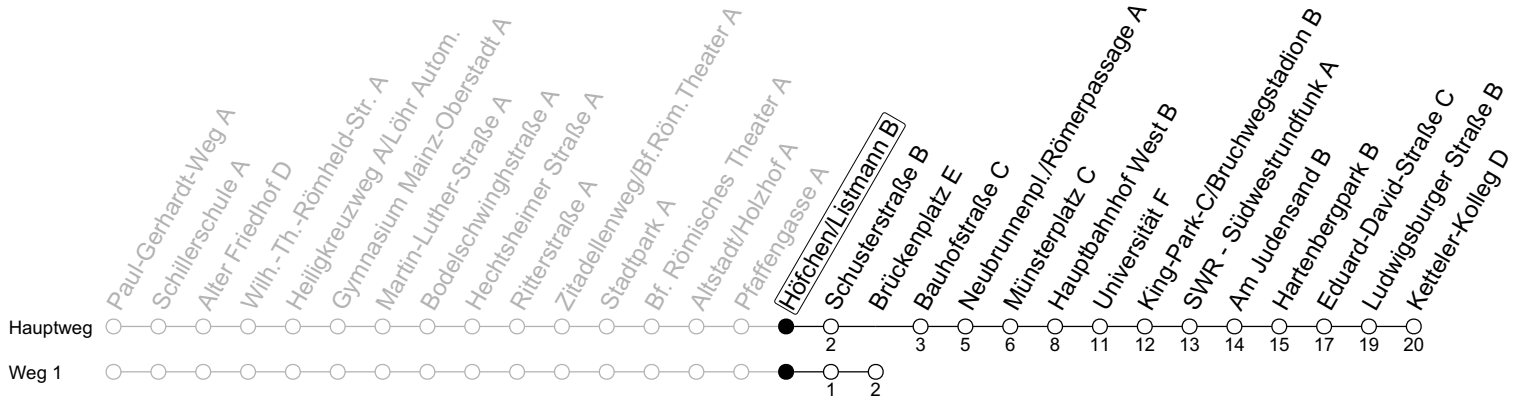 Paul-Gerhardt-Weg A
Schillerschule A
Alter Friedhof D
Wilh.-Th.-Römheld-Str. A
Heiligkreuzweg A/Löhr Autom.
Gymnasium Mainz-Oberstadt A
Martin-Luther-Straße A
Bodelschwinghstraße A
Hechtsheimer Straße A
Ritterstraße A
Zitadellenweg/Bf.Röm.Theater A
Stadtpark A
Bf. Römisches Theater A
Altstadt/Holzhof A
Pfaffengasse A
Höfchen/Listmann B
Schusterstraße B
Brückenplatz E
Bauhofstraße C
Neubrunnenpl./Römerpassage A
Münsterplatz C
Hauptbahnhof West B
Universität F
King-Park-C/Bruchwegstadion B
SWR - Südwestrundfunk A
Am Judensand B
Hartenbergpark B
Eduard-David-Straße C
Ludwigsburger Straße B
Ketteler-Kolleg D
Hauptweg
2 3 5 6 8 11 12 13 14 15 17 19 20
Weg 1
1 2